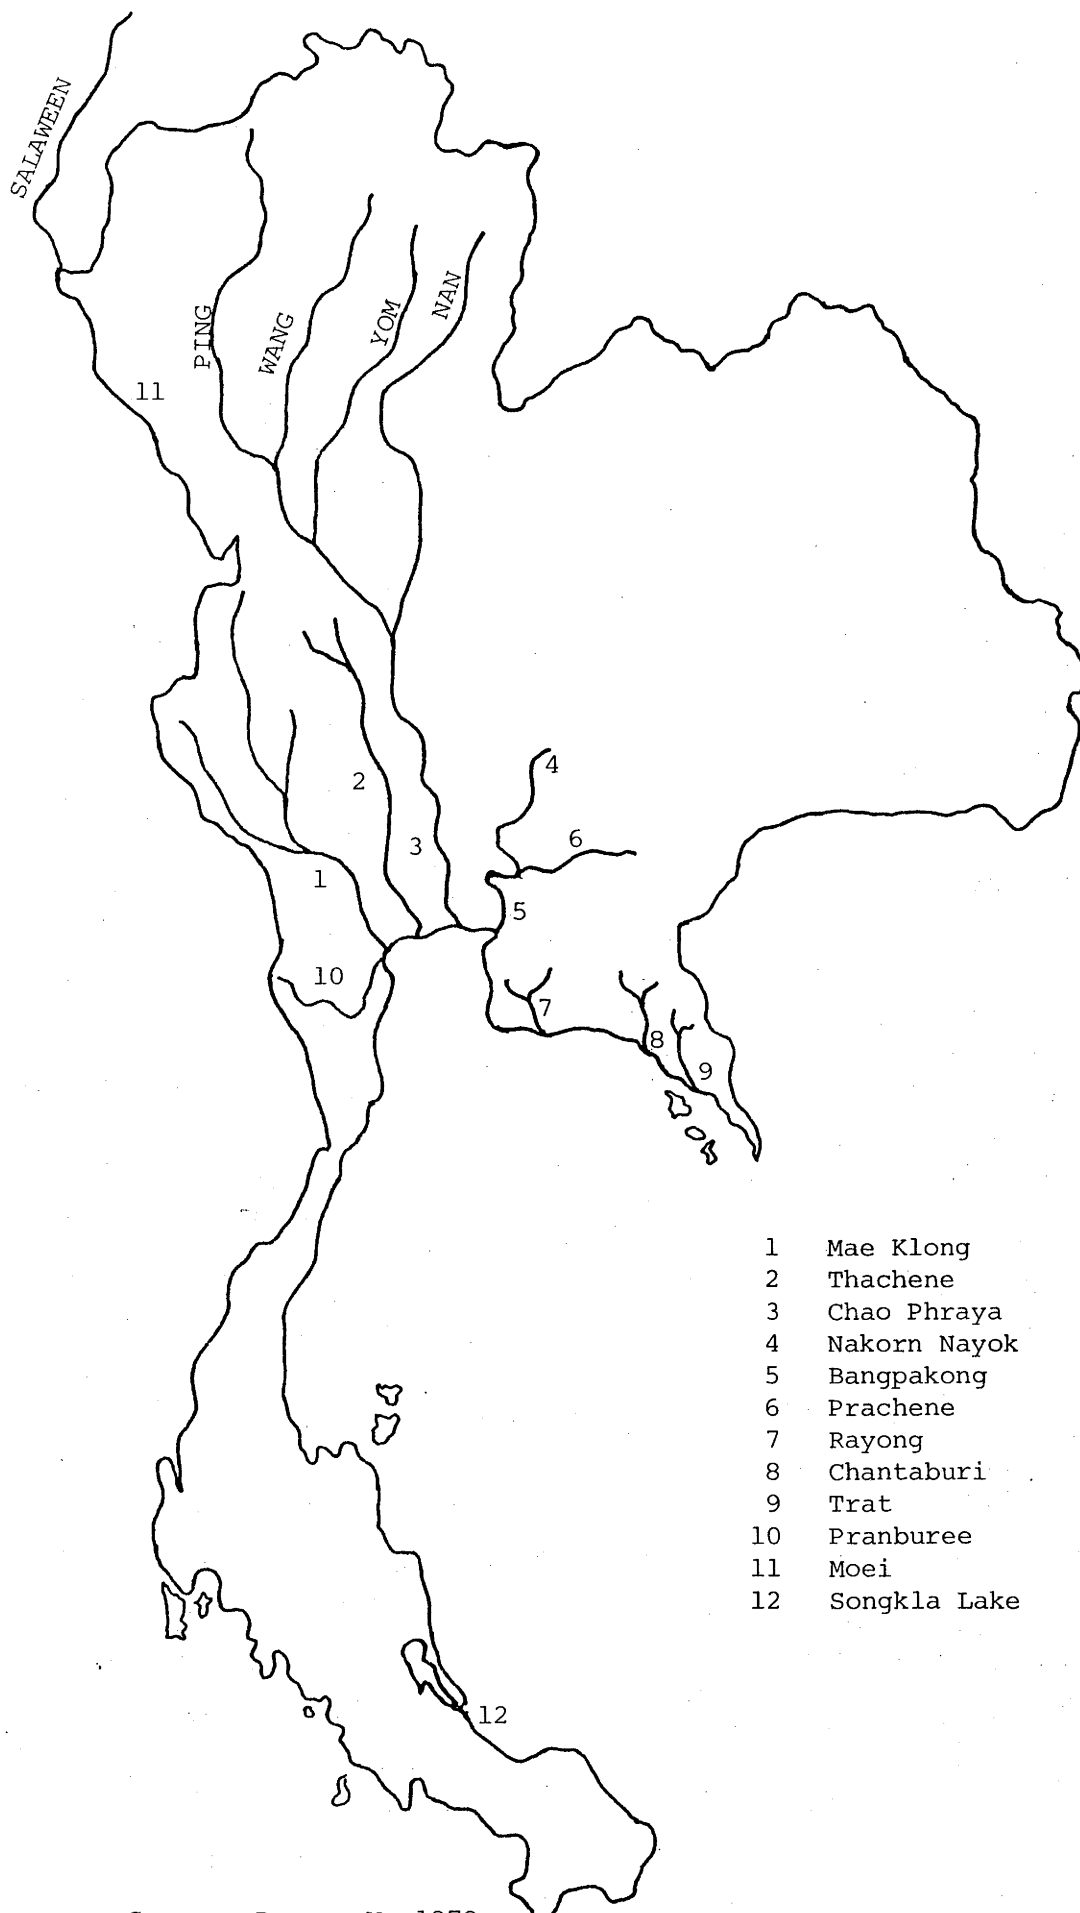 SALAWEEN
PING
WANG
YOM
NAN
11
2
4
3
6
1
5
10
7
8
9
1 Mae Klong
2 Thachene
3 Chao Phraya
4 Nakorn Nayok
5 Bangpakong
6 Prachene
7 Rayong
8 Chantaburi
9 Trat
10 Pranburee
11 Moei
12 Songkla Lake
12